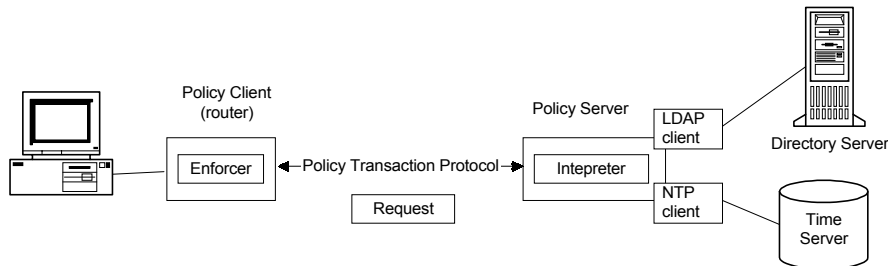 Policy Client
(router)
Enforcer
Policy Transaction Protocol
Request
Policy Server
Intepreter
LDAP
client
NTP
client
Directory Server
Time
Server